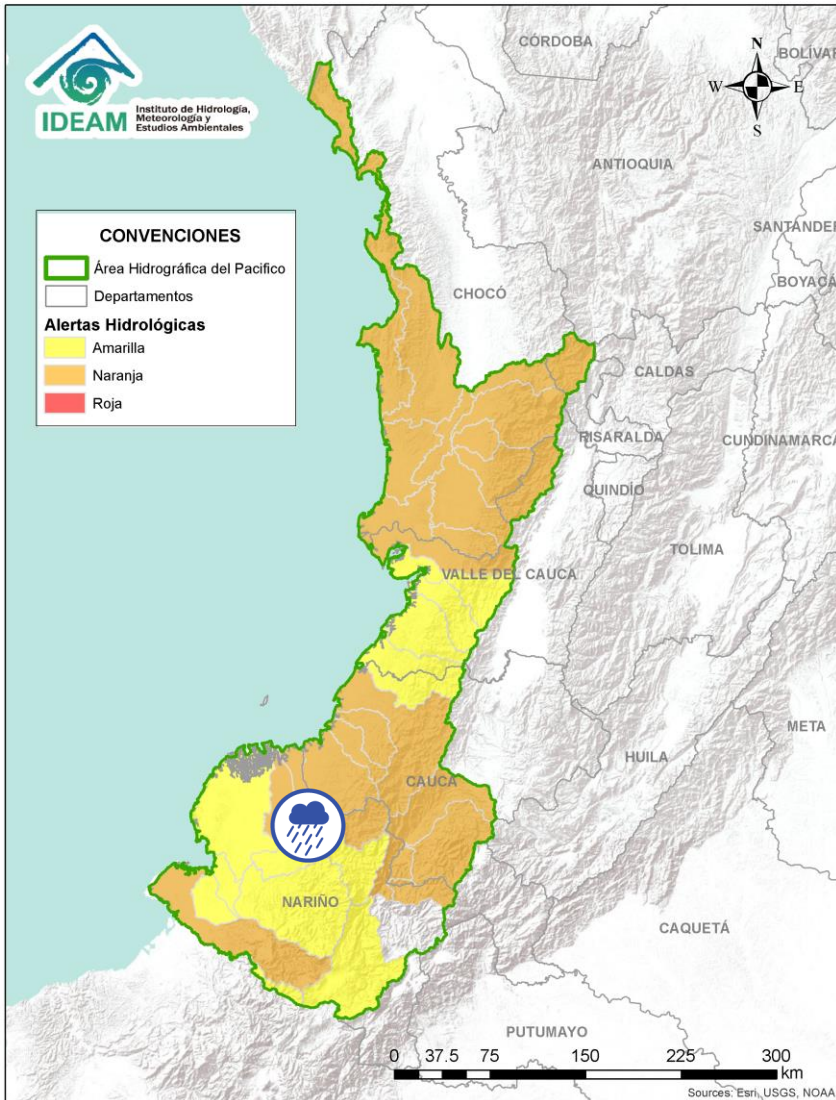 CÓRDOBA
BOLÍVAR
N
W E
S
IDEAM
Instituto de Hidrología,
Meteorología y
Estudios Ambientales
ANTIOQUIA
CONVENCIONES
Área Hidrográfica del Pacifico
Departamentos
Alertas Hidrológicas
Amarilla
Naranja
Roja
SANTANDER
BOYACÁ
CHOCÓ
CALDAS
RISARALDA
CUNDINAMARCA
QUINDÍO
TOLIMA
VALLE DEL CAUCA
META
HUILA
CAUCA
NARIÑO
CAQUETÁ
PUTUMAYO
0 37.5 75 150 225 300
km
Sources: Esri, USGS, NOAA